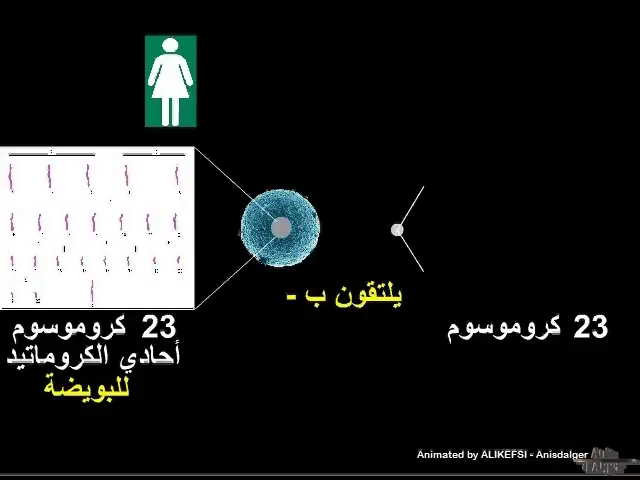 يلتقون ب -
23 كروموسوم
أحادي الكروماتيد
للبويضة
23 كروموسوم
Animated by ALIKEFSI - Anisdalger